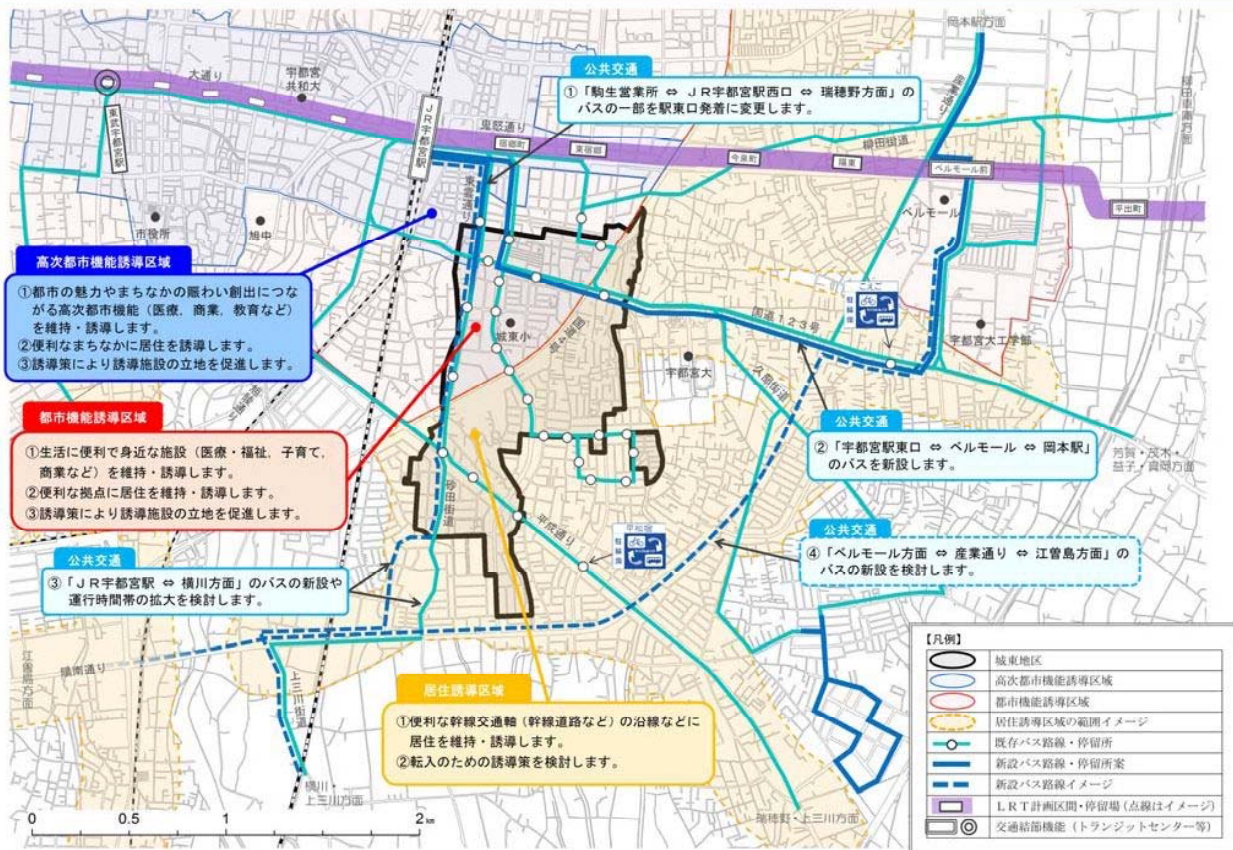 岡本駅方面
大通り
宇都宮
共和大
公共交通
①「駒生営業所 ⇔ JR宇都宮駅西口 ⇔ 瑞穂野方面」の
バスの一部を駅東口発着に変更します。
産業通り
柳田車庫方面
東武宇都宮駅
JR宇都宮駅
鬼怒通り
宿郷町
東宿郷
今泉町
陽東
ベルモール前
平出町
柳田街道
東雲通り
ベルモール
市役所
旭中
高次都市機能誘導区域
①都市の魅力やまちなかの賑わい創出につな
がる高次都市機能(医療,商業,教育など)
を維持・誘導します。
②便利なまちなかに居住を誘導します。
③誘導策により誘導施設の立地を促進します。
城東小
国道4号
国道123号
宇都宮大工学部
宇都宮大
久部街道
都市機能誘導区域
①生活に便利で身近な施設(医療・福祉,子育て,
商業など)を維持・誘導します。
②便利な拠点に居住を維持・誘導します。
③誘導策により誘導施設の立地を促進します。
公共交通
②「宇都宮駅東口 ⇔ ベルモール ⇔ 岡本駅」
のバスを新設します。
芳賀・茂木・
益子・真岡方面
砂田街道
平成通り
平松宿
駐輪場
公共交通
④「ベルモール方面 ⇔ 産業通り ⇔ 江曽島方面」の
バスの新設を検討します。
公共交通
③「JR宇都宮駅 ⇔ 横川方面」のバスの新設や
運行時間帯の拡大を検討します。
江曽島方面
上三川街道
横川・
上三川方面
居住誘導区域
①便利な幹線交通軸(幹線道路など)の沿線などに
居住を維持・誘導します。
②転入のための誘導策を検討します。
瑞穂野・上三川方面
0 0.5 1 2 km
【凡例】
城東地区
高次都市機能誘導区域
都市機能誘導区域
居住誘導区域の範囲イメージ
既存バス路線・停留所
新設バス路線・停留所案
新設バス路線イメージ
LRT計画区間・停留場(点線はイメージ)
交通結節機能(トランジットセンター等)